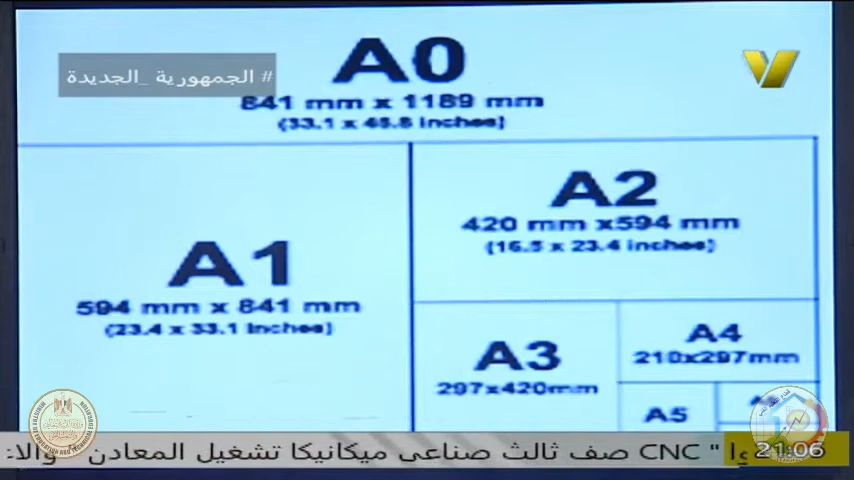 A0
# الجمهورية _الجديدة
841 mm x 1189 mm
(33.1 x 46.8 inches)
A2
420 mm x594 mm
(16.5 x 23.4 inches)
A1
594 mm x 841 mm
(23.4 x 33.1 inches)
A3
297x420mm
A4
210x297mm
A5
" CNC صف ثالث صناعى ميكانيكا تشغيل المعادن "
21:06